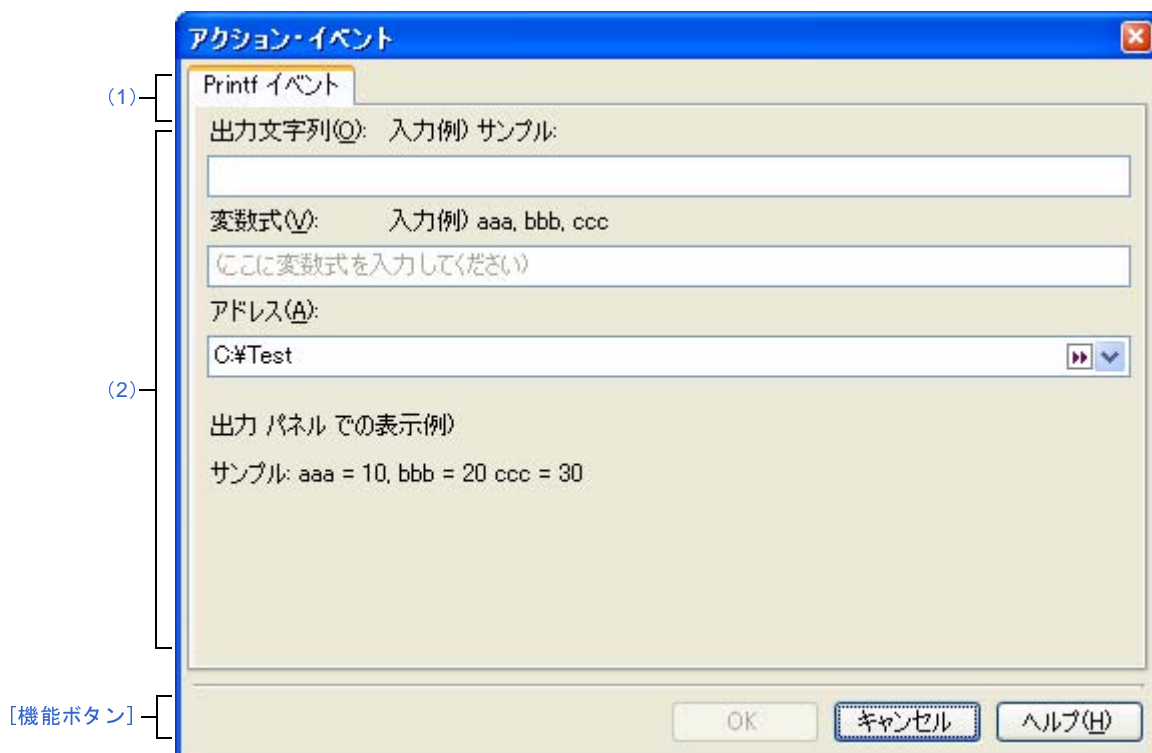 アクション・イベント
(1)
Printf イベント
出力文字列(O): 入力例) サンプル:
変数式(V): 入力例) aaa, bbb, ccc
(ここに変数式を入力してください)
アドレス(A):
C:¥Test
(2)
出力 パネル での表示例)
サンプル: aaa = 10, bbb = 20 ccc = 30
[機能ボタン]
OK キャンセル ヘルプ(H)